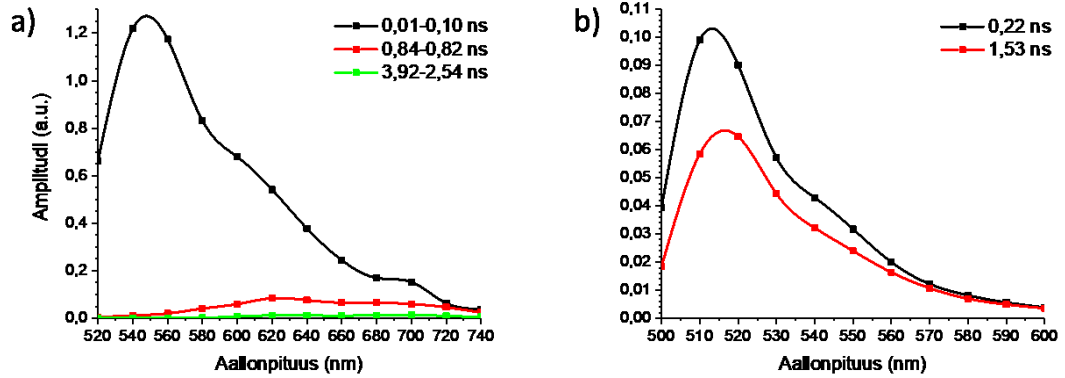 a)
0,01-0,10 ns
0,84-0,82 ns
3,92-2,54 ns
Amplitudi (a.u.)
1,2
1,0
0,8
0,6
0,4
0,2
0,0
520 540 560 580 600 620 640 660 680 700 720 740
Aallonpituus (nm)
b)
0,22 ns
1,53 ns
0,11
0,10
0,09
0,08
0,07
0,06
0,05
0,04
0,03
0,02
0,01
0,00
500 510 520 530 540 550 560 570 580 590 600
Aallonpituus (nm)